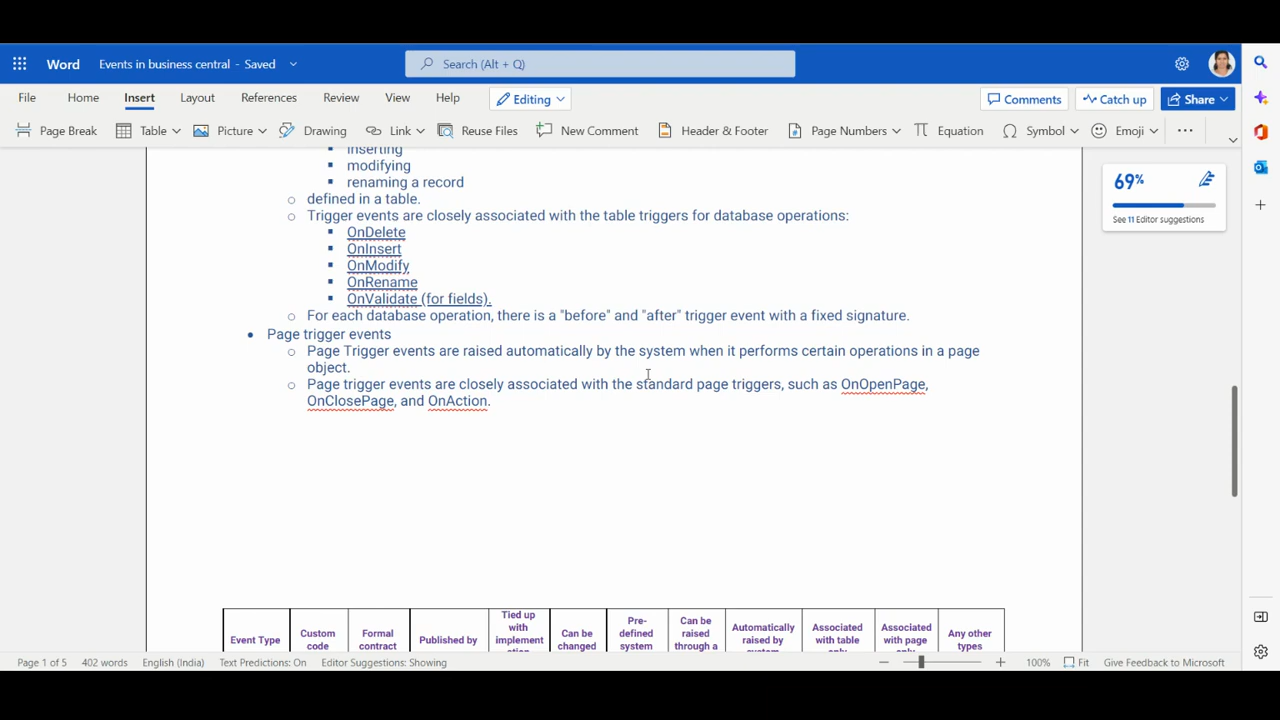 Word
Events in business central - Saved
Search (Alt + Q)
File Home Insert Layout References Review View Help Editing Comments Catch up Share
Page Break Table Picture Drawing Link Reuse Files New Comment Header & Footer Page Numbers Equation Symbol Emoji ...
inserting
modifying
renaming a record
defined in a table.
Trigger events are closely associated with the table triggers for database operations:
OnDelete
OnInsert
OnModify
OnRename
OnValidate (for fields).
For each database operation, there is a "before" and "after" trigger event with a fixed signature.
Page trigger events
Page Trigger events are raised automatically by the system when it performs certain operations in a page
object.
Page trigger events are closely associated with the standard page triggers, such as OnOpenPage,
OnClosePage, and OnAction.
69%
See 11 Editor suggestions
Event Type
Custom
code
Formal
contract
Published by
Tied up
with
implement
Can be
changed
Pre-
defined
system
Can be
raised
through a
Automatically
raised by
system
Associated
with table
only
Associated
with page
only
Any other
types
Page 1 of 5 402 words English (India) Text Predictions: On Editor Suggestions: Showing
100% Fit Give Feedback to Microsoft